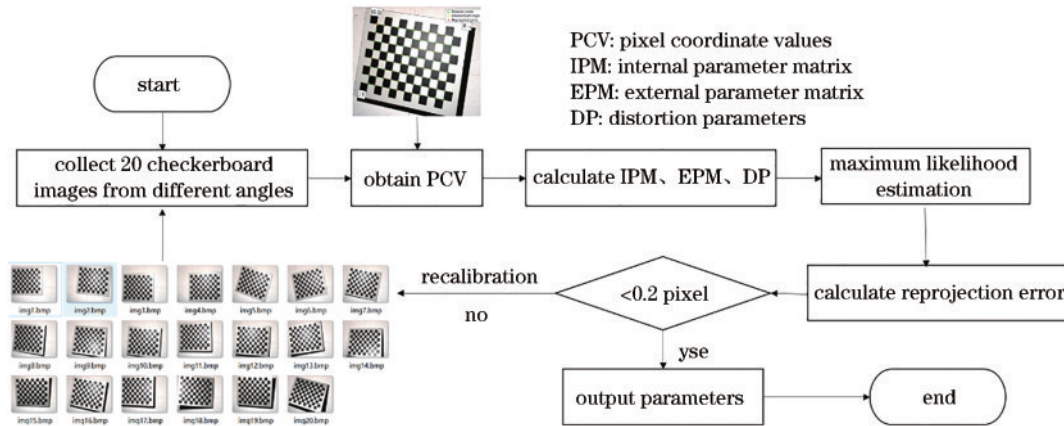 PCV: pixel coordinate values
IPM: internal parameter matrix
EPM: external parameter matrix
DP: distortion parameters
start
collect 20 checkerboard
images from different angles
obtain PCV
calculate IPM、EPM、DP
maximum likelihood
estimation
calculate reprojection error
<0.2 pixel
recalibration
no
yse
output parameters
end
img1.bmp
img2.bmp
img3.bmp
img4.bmp
img5.bmp
img6.bmp
img7.bmp
img8.bmp
img9.bmp
img10.bmp
img11.bmp
img12.bmp
img13.bmp
img14.bmp
img15.bmp
img16.bmp
img17.bmp
img18.bmp
img19.bmp
img20.bmp